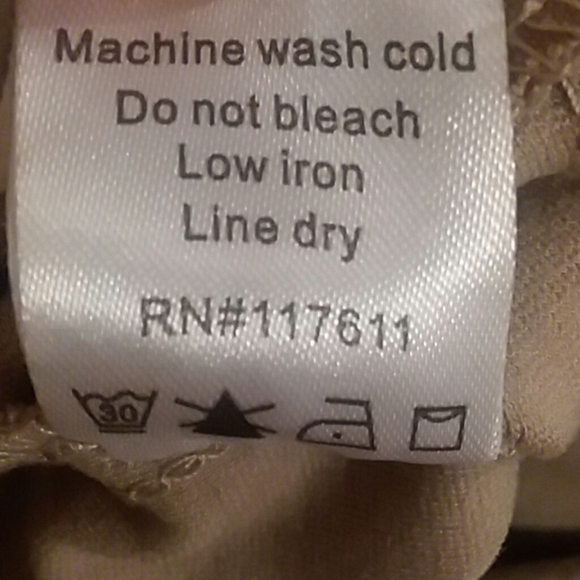 Machine wash cold
Do not bleach
Low iron
Line dry
RN#117611
30